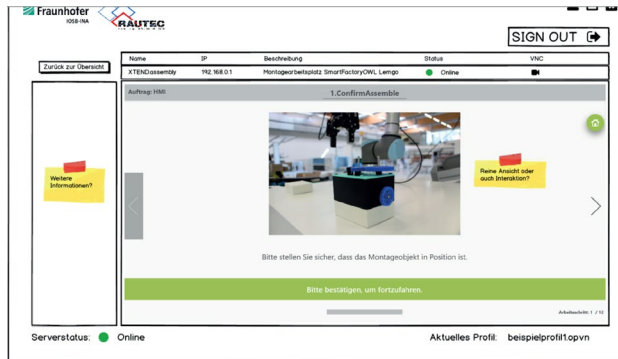 Fraunhofer
IOSB-INA
RAUTEC
SIGN OUT
Zurück zur Übersicht
Name IP Beschreibung Status VNC
XTENDassembly 192.168.0.1 Montagearbeitsplatz SmartFactoryOWL Lemgo Online
Auftrag: HMI
1.ConfirmAssemble
Weitere
Informationen?
Reine Ansicht oder
auch Interaktion?
Bitte stellen Sie sicher, dass das Montageobjekt in Position ist.
Bitte bestätigen, um fortzufahren.
Arbeitsschritt: 1 / 12
Serverstatus: Online
Aktuelles Profil: beispielprofil1.opvn